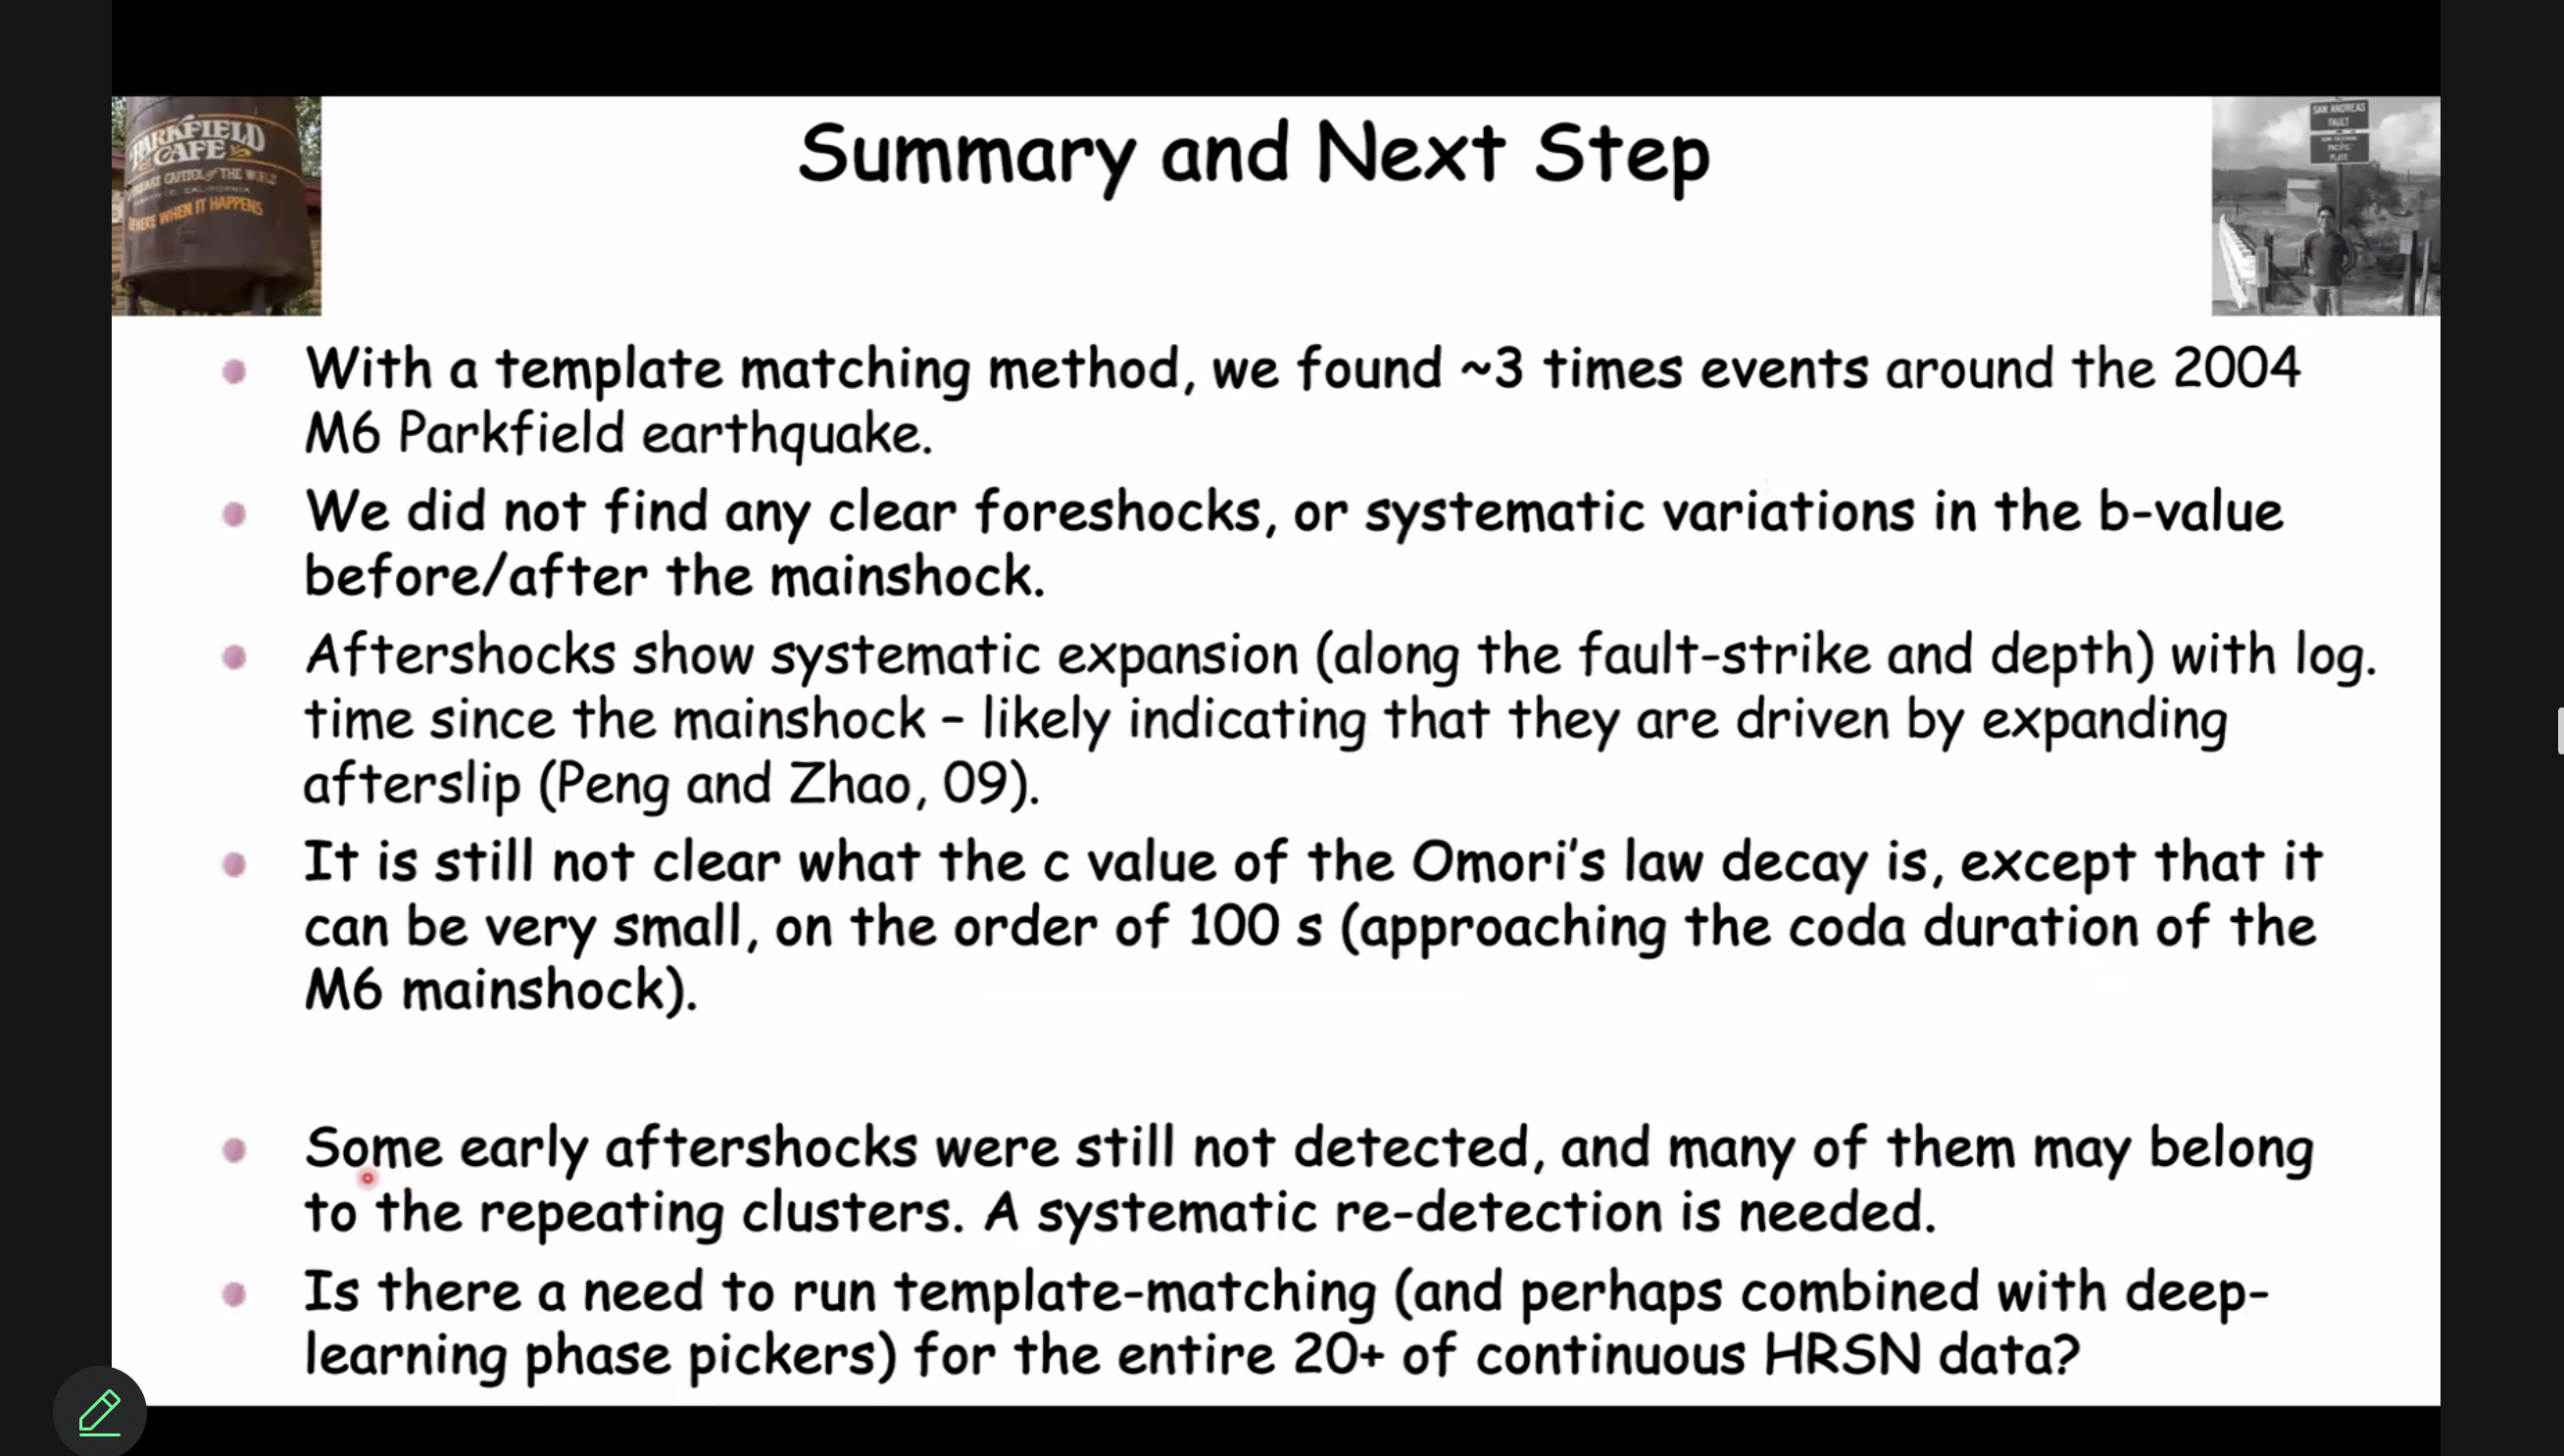 PARKFIELD
CAFE
CAPITOL of THE WORLD
CALIFORNIA
HERE WHEN IT HAPPENS
SAN ANDREAS
FAULT
PACIFIC
PLATE
Summary and Next Step
With a template matching method, we found ~3 times events around the 2004
M6 Parkfield earthquake.
We did not find any clear foreshocks, or systematic variations in the b-value
before/after the mainshock.
Aftershocks show systematic expansion (along the fault-strike and depth) with log.
time since the mainshock – likely indicating that they are driven by expanding
afterslip (Peng and Zhao, 09).
It is still not clear what the c value of the Omori's law decay is, except that it
can be very small, on the order of 100 s (approaching the coda duration of the
M6 mainshock).
Some early aftershocks were still not detected, and many of them may belong
to the repeating clusters. A systematic re-detection is needed.
Is there a need to run template-matching (and perhaps combined with deep-
learning phase pickers) for the entire 20+ of continuous HRSN data?